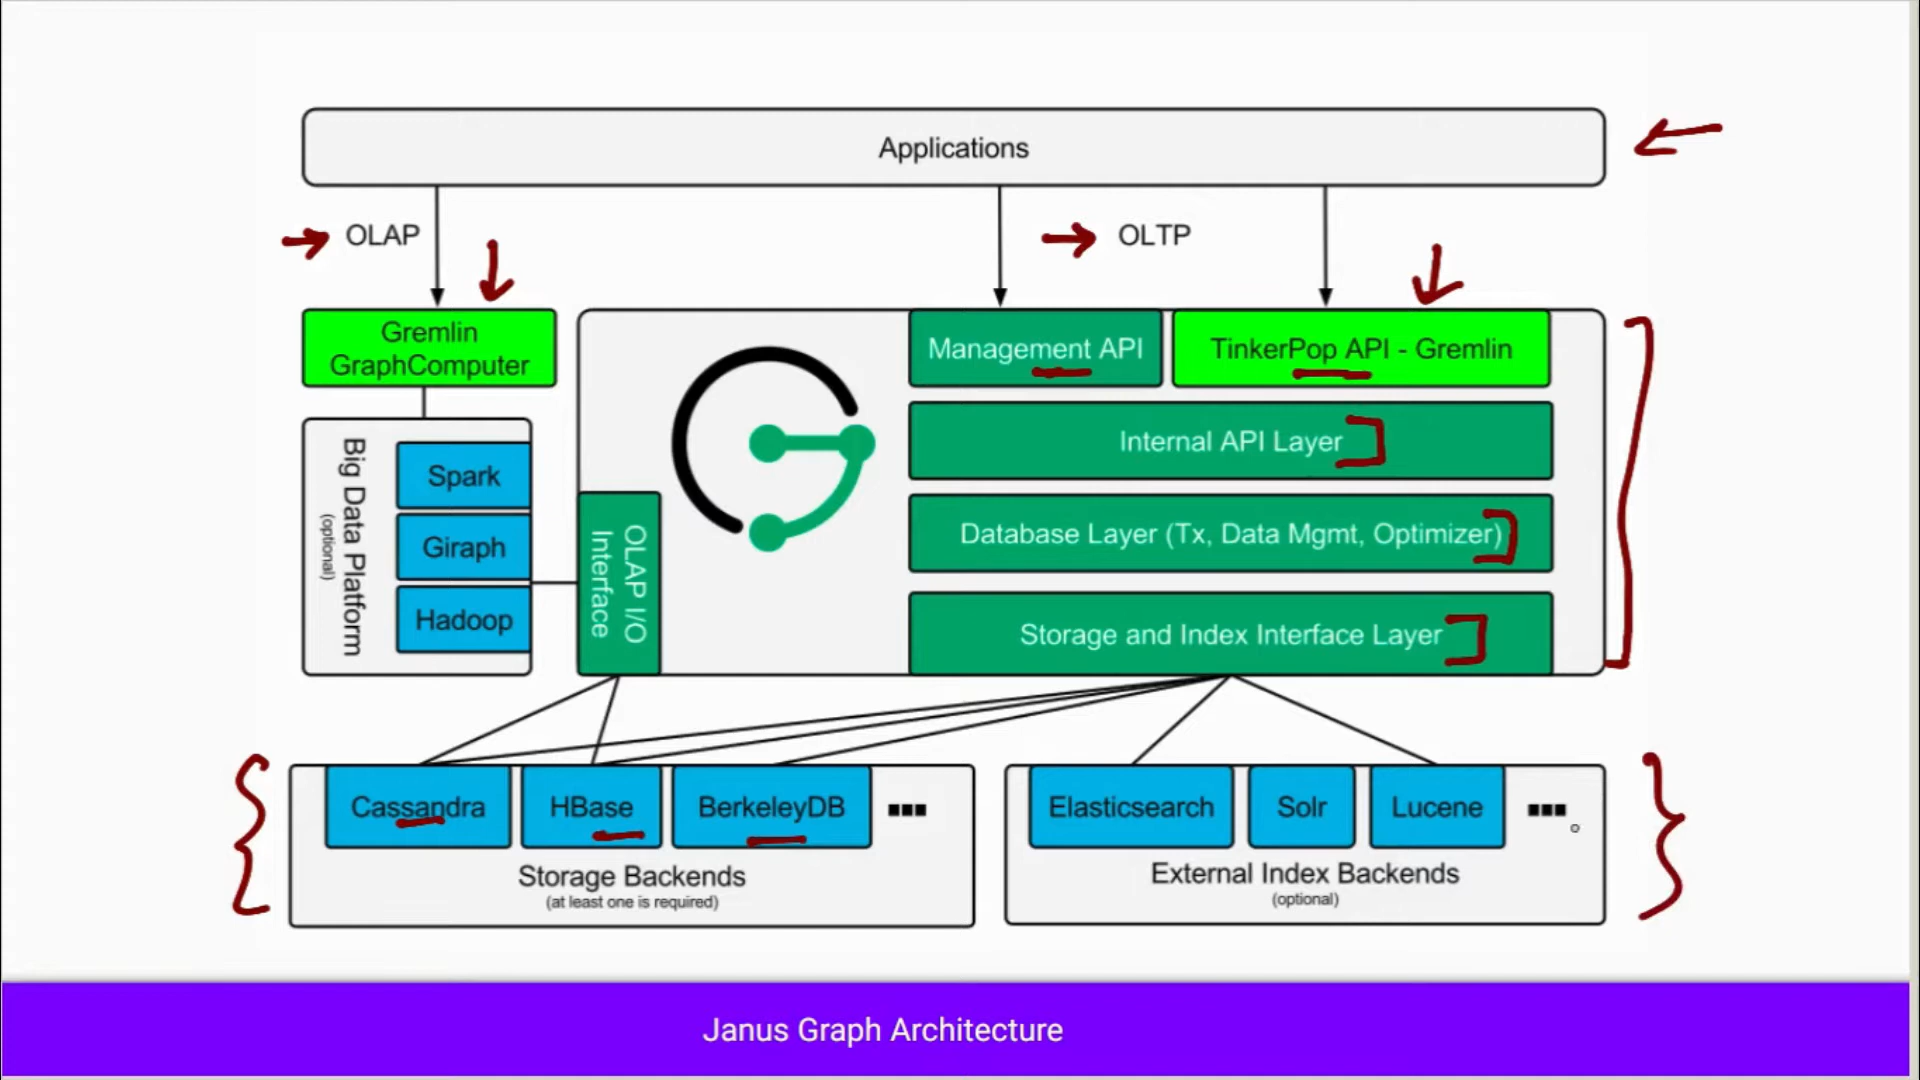 Applications
OLAP
OLTP
Gremlin
GraphComputer
Management API
TinkerPop API - Gremlin
Big Data Platform
(optional)
Spark
Giraph
Hadoop
OLAP I/O
Interface
Internal API Layer
Database Layer (Tx, Data Mgmt, Optimizer)
Storage and Index Interface Layer
Cassandra
HBase
BerkeleyDB
Storage Backends
(at least one is required)
Elasticsearch
Solr
Lucene
External Index Backends
(optional)
Janus Graph Architecture